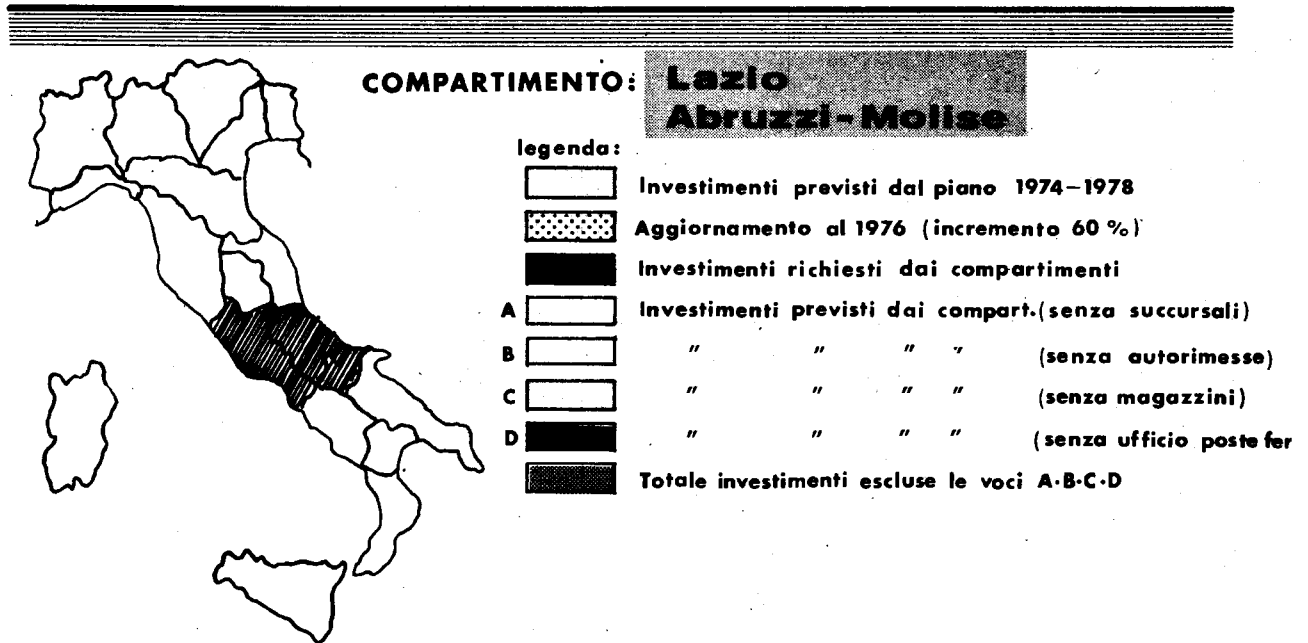 COMPARTIMENTO: Lazio
Abruzzi-Molise
legenda:
Investimenti previsti dal piano 1974-1978
Aggiornamento al 1976 (incremento 60 %)
Investimenti richiesti dai compartimenti
A Investimenti previsti dai compart. (senza succursali)
B " " " " (senza autorimesse)
C " " " " (senza magazzini)
D " " " " (senza ufficio poste fer
Totale investimenti escluse le voci A·B·C·D